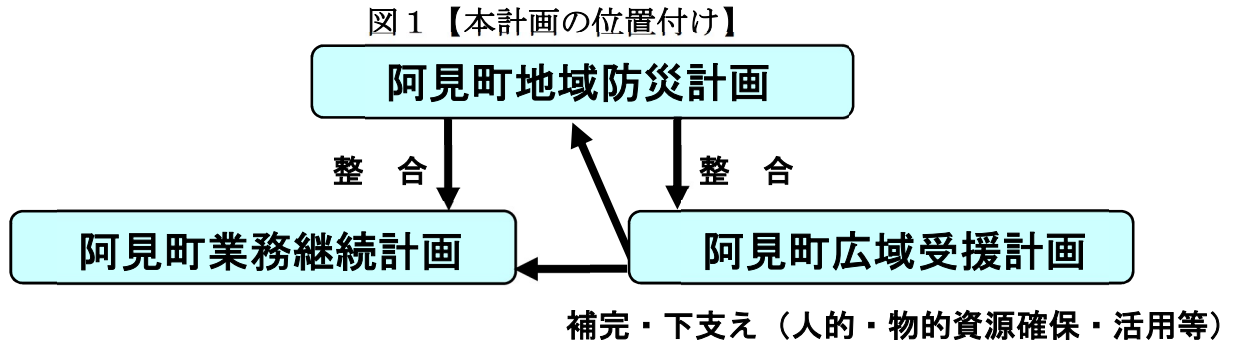 図１【本計画の位置付け】
阿見町地域防災計画
整　合
整　合
阿見町業務継続計画
阿見町広域受援計画
補完・下支え（人的・物的資源確保・活用等）